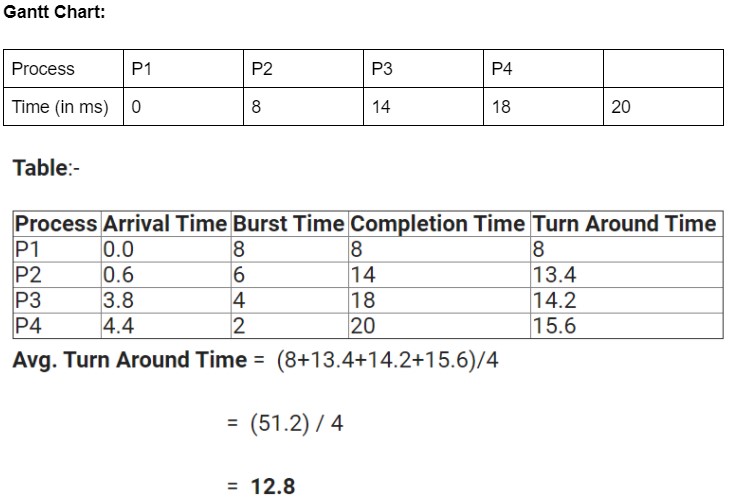 Gantt Chart:
Process P1 P2 P3 P4
Time (in ms) 0 8 14 18 20
Table:-
Process Arrival Time Burst Time Completion Time Turn Around Time
P1 0.0 8 8 8
P2 0.6 6 14 13.4
P3 3.8 4 18 14.2
P4 4.4 2 20 15.6
Avg. Turn Around Time = (8+13.4+14.2+15.6)/4
= (51.2) / 4
= 12.8